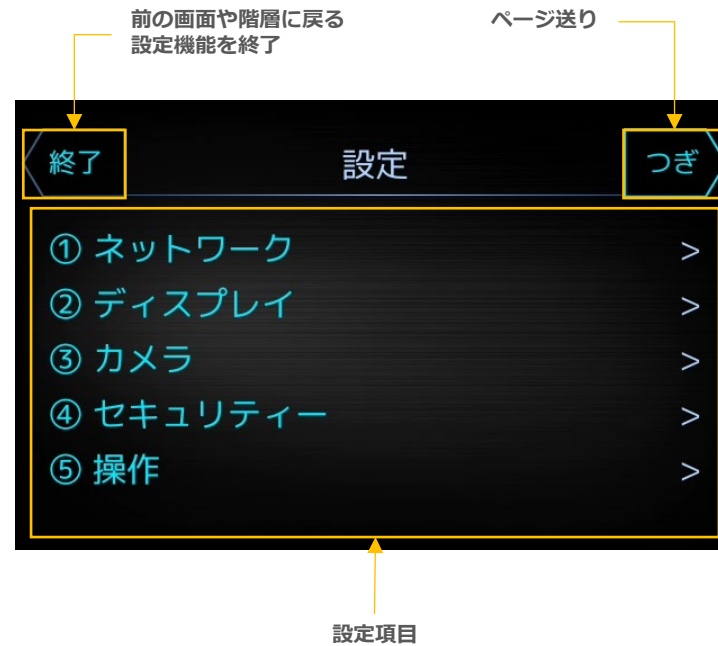 前の画面や階層に戻る
設定機能を終了
ページ送り
終了
設定
つぎ
① ネットワーク >
② ディスプレイ >
③ カメラ >
④ セキュリティー >
⑤ 操作 >
設定項目